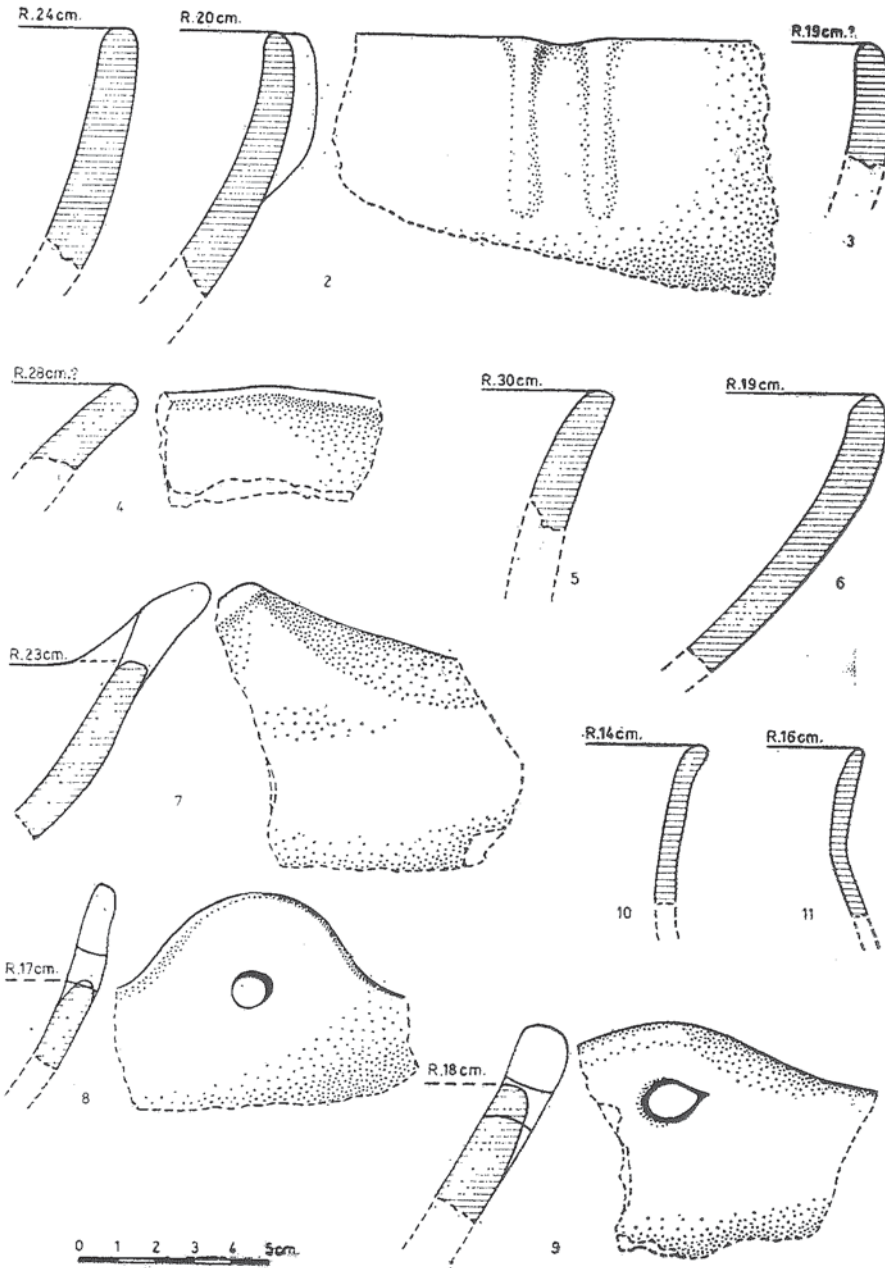 R.24cm. R.20cm. R.19cm.?
2 3
R.28cm.? R.30cm. R.19cm.
4 5 6
R.23cm.
7
R.14cm. R.16cm.
10 11
R.17cm.
8
R.18cm.
9
0 1 2 3 4 5cm.